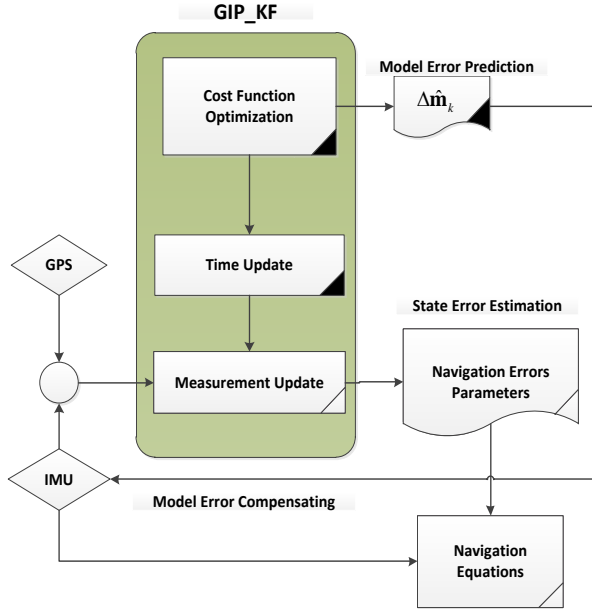 GIP_KF
Model Error Prediction
Cost Function
Optimization
Δm̂ₖ
GPS
Time Update
State Error Estimation
Measurement Update
Navigation Errors
Parameters
IMU
Model Error Compensating
Navigation
Equations